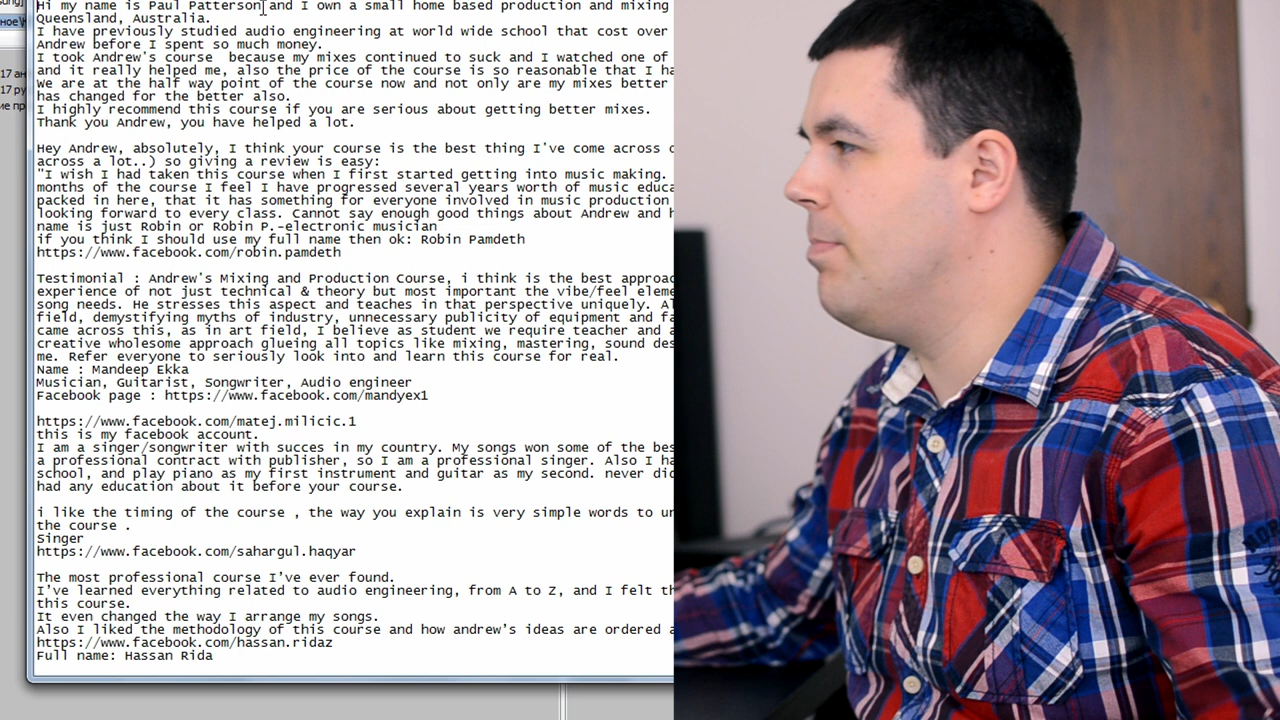 ное\
17 ан
17 ру
ие пр
Hi my name is Paul Patterson and I own a small home based production and mixing
Queensland, Australia.
I have previously studied audio engineering at world wide school that cost over
Andrew before I spent so much money.
I took Andrew's course  because my mixes continued to suck and I watched one of
and it really helped me, also the price of the course is so reasonable that I ha
We are at the half way point of the course now and not only are my mixes better
has changed for the better also.
I highly recommend this course if you are serious about getting better mixes.
Thank you Andrew, you have helped a lot.
Hey Andrew, absolutely, I think your course is the best thing I've come across
across a lot..) so giving a review is easy:
"I wish I had taken this course when I first started getting into music making.
months of the course I feel I have progressed several years worth of music educa
packed in here, that it has something for everyone involved in music production
looking forward to every class. Cannot say enough good things about Andrew and h
name is just Robin or Robin P.-electronic musician
if you think I should use my full name then ok: Robin Pamdeth
https://www.facebook.com/robin.pamdeth
Testimonial : Andrew's Mixing and Production Course, i think is the best approac
experience of not just technical & theory but most important the vibe/feel eleme
song needs. He stresses this aspect and teaches in that perspective uniquely. Al
field, demystifying myths of industry, unnecessary publicity of equipment and fa
came across this, as in art field, I believe as student we require teacher and a
creative wholesome approach glueing all topics like mixing, mastering, sound des
me. Refer everyone to seriously look into and learn this course for real.
Name : Mandeep Ekka
Musician, Guitarist, Songwriter, Audio engineer
Facebook page : https://www.facebook.com/mandyex1
https://www.facebook.com/matej.milicic.1
this is my facebook account.
I am a singer/songwriter with succes in my country. My songs won some of the bes
a professional contract with publisher, so I am a professional singer. Also I ha
school, and play piano as my first instrument and guitar as my second. never did
had any education about it before your course.
i like the timing of the course , the way you explain is very simple words to un
the course .
Singer
https://www.facebook.com/sahargul.haqyar
The most professional course I've ever found.
I've learned everything related to audio engineering, from A to Z, and I felt th
this course.
It even changed the way I arrange my songs.
Also I liked the methodology of this course and how andrew's ideas are ordered a
https://www.facebook.com/hassan.ridaz
Full name: Hassan Rida